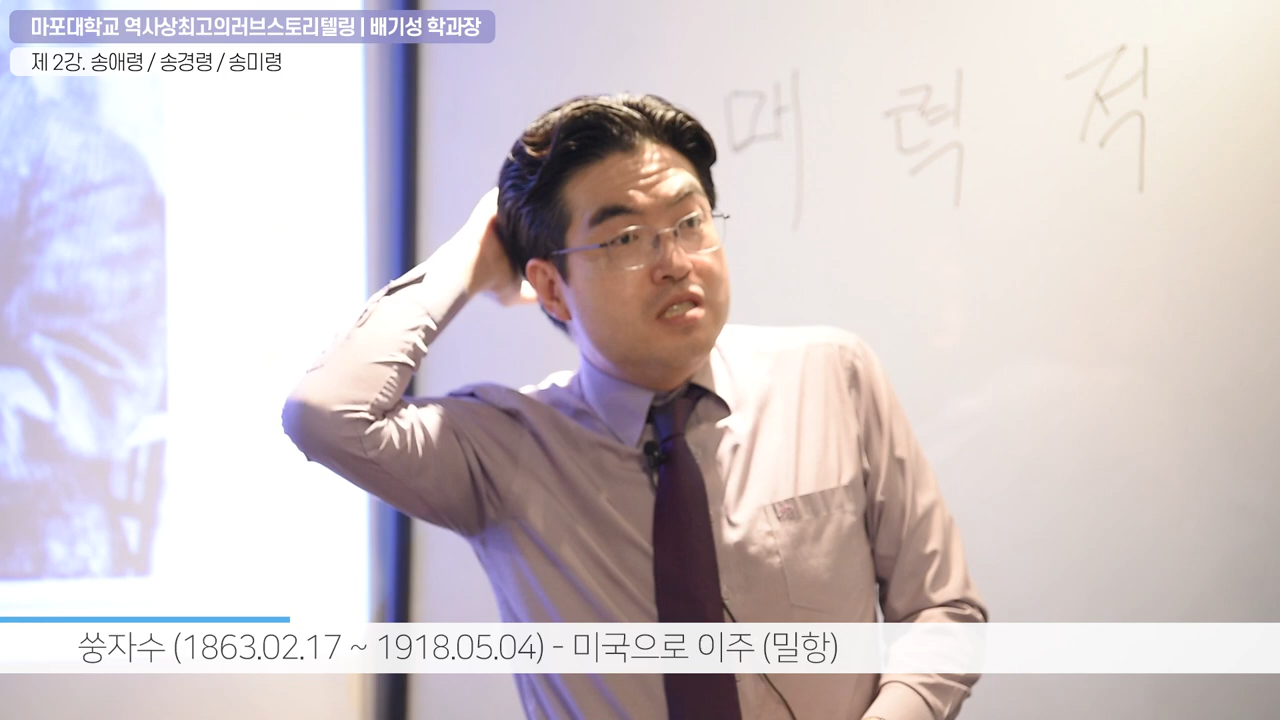 마포대학교 역사상최고의러브스토리텔링 | 배기성 학과장
제 2강. 송애령 / 송경령 / 송미령
매 력 적
쑹자수 (1863.02.17 ~ 1918.05.04) - 미국으로 이주 (밀항)